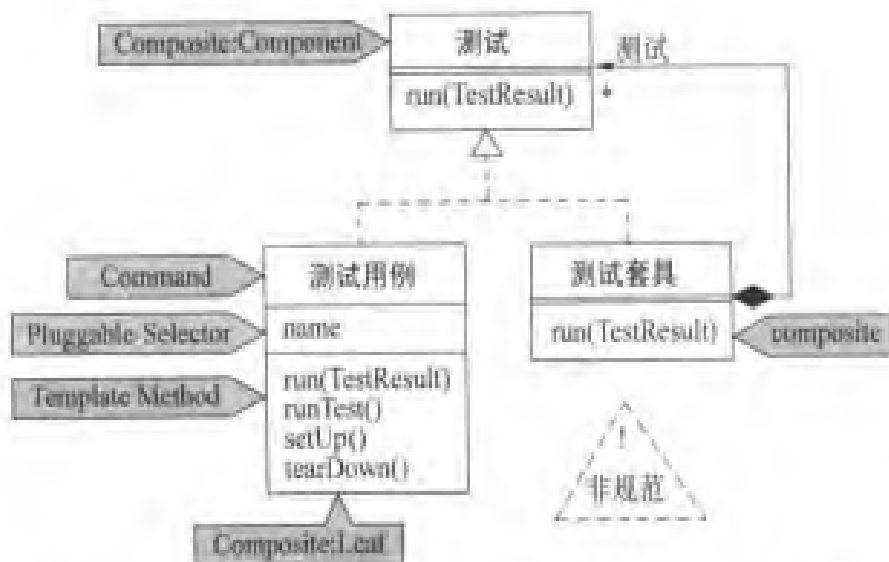 Composite:Component
测试
测试
run(TestResult)
*
Command
测试用例
测试套具
Pluggable Selector
name
run(TestResult)
composite
Template Method
run(TestResult)
runTest()
setUp()
tearDown()
!
非规范
Composite:Leaf